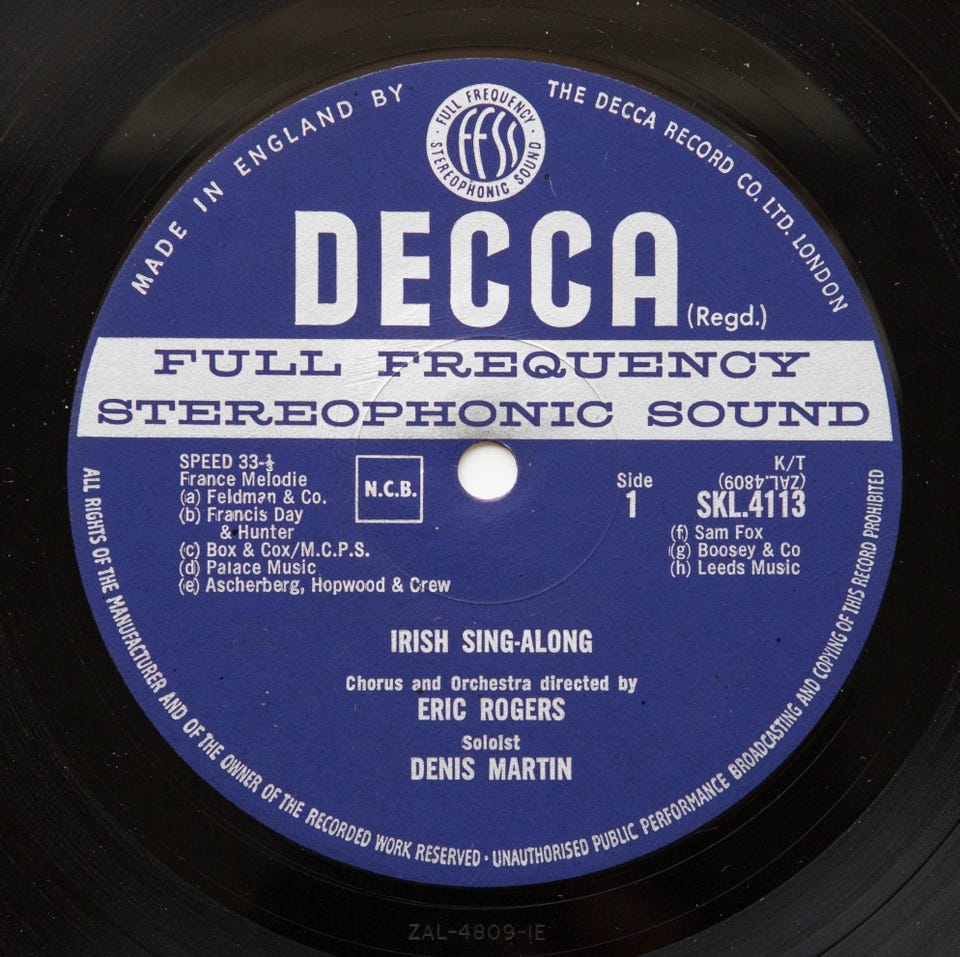 MADE IN ENGLAND BY
THE DECCA RECORD CO. LTD. LONDON
FULL FREQUENCY
FFSS
STEREOPHONIC SOUND
DECCA (Regd.)
FULL FREQUENCY
STEREOPHONIC SOUND
SPEED 33-⅓
France Melodie
(a) Feldman & Co.
(b) Francis Day
& Hunter
(c) Box & Cox/M.C.P.S.
(d) Palace Music
(e) Ascherberg, Hopwood & Crew
N.C.B.
Side
1
K/T
(ZAL.4809)
SKL.4113
(f) Sam Fox
(g) Boosey & Co
(h) Leeds Music
IRISH SING-ALONG
Chorus and Orchestra directed by
ERIC ROGERS
Soloist
DENIS MARTIN
ALL RIGHTS OF THE MANUFACTURER AND OF THE OWNER OF THE RECORDED WORK RESERVED · UNAUTHORISED PUBLIC PERFORMANCE BROADCASTING AND COPYING OF THIS RECORD PROHIBITED
ZAL-4809-1E